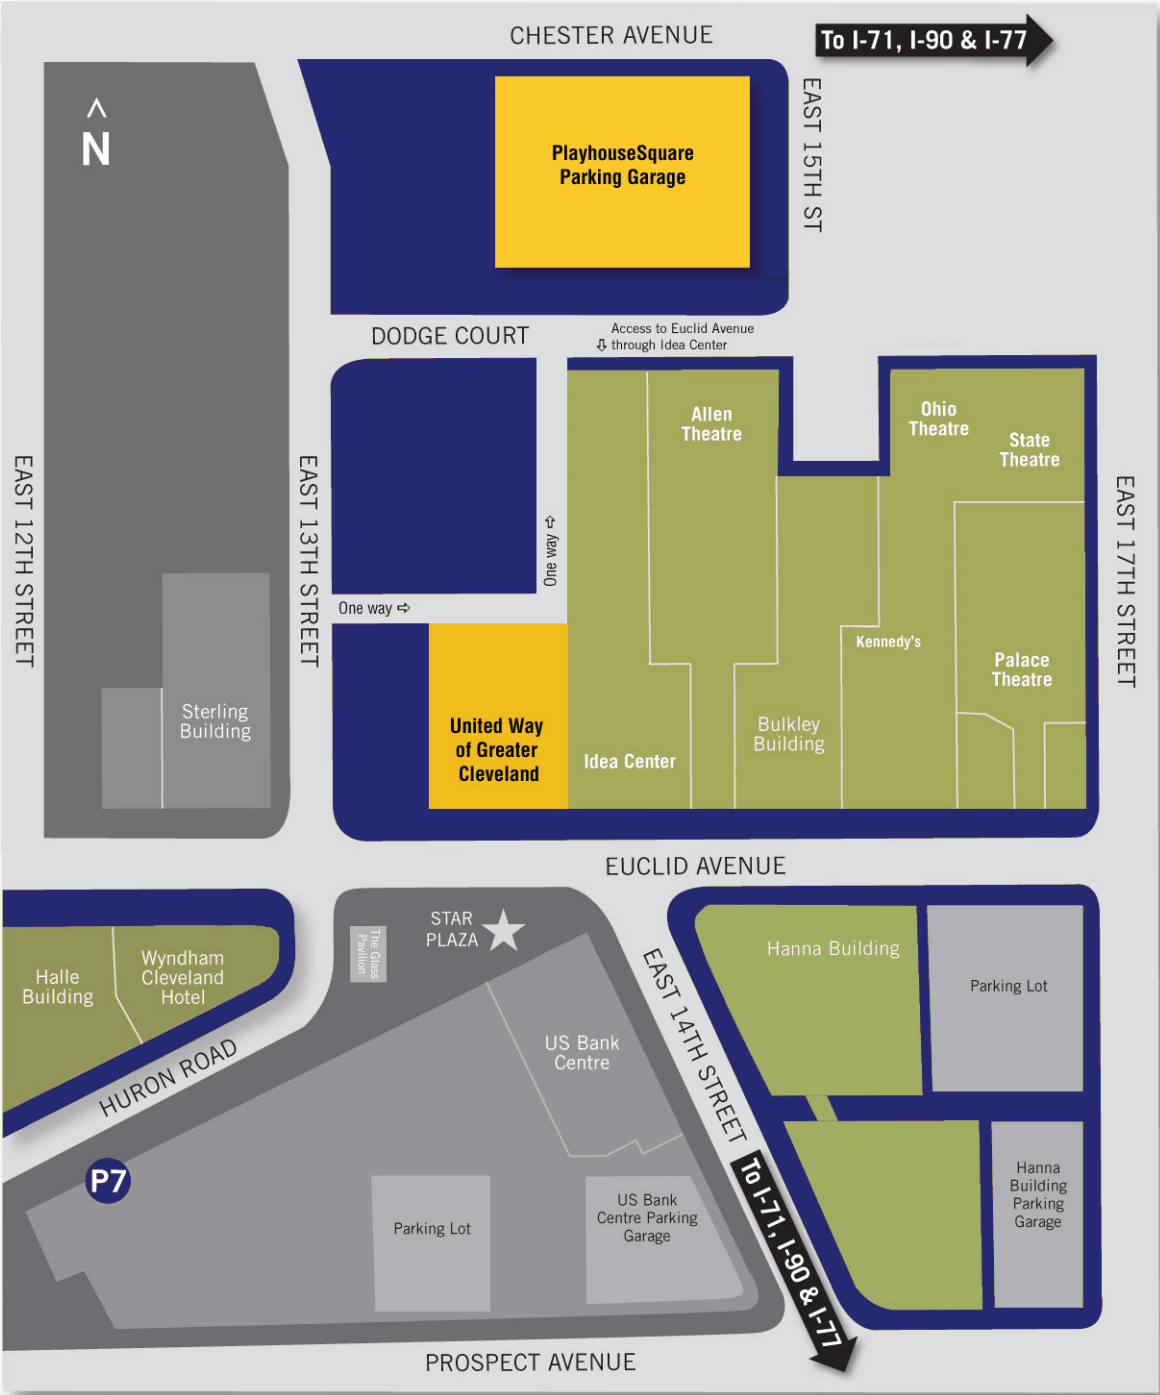 CHESTER AVENUE
To I-71, I-90 & I-77
N
EAST 15TH ST
PlayhouseSquare
Parking Garage
DODGE COURT
Access to Euclid Avenue
through Idea Center
Allen
Theatre
Ohio
Theatre
State
Theatre
EAST 12TH STREET
EAST 13TH STREET
EAST 17TH STREET
One way
One way
Kennedy's
Palace
Theatre
Sterling
Building
United Way
of Greater
Cleveland
Idea Center
Bulkley
Building
EUCLID AVENUE
STAR
PLAZA
The Glass
Pavilion
Halle
Building
Wyndham
Cleveland
Hotel
HURON ROAD
EAST 14TH STREET
Hanna Building
Parking Lot
US Bank
Centre
P7
Parking Lot
US Bank
Centre Parking
Garage
To I-71, I-90 & I-77
Hanna
Building
Parking
Garage
PROSPECT AVENUE